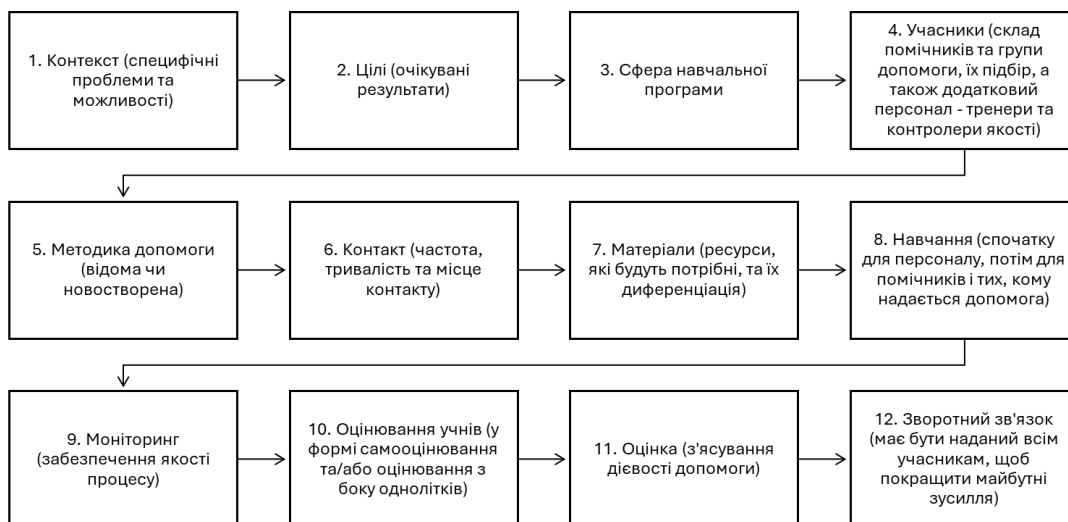 1. Контекст (специфічні
проблеми та
можливості)
2. Цілі (очікувані
результати)
3. Сфера навчальної
програми
4. Учасники (склад
помічників та групи
допомоги, їх підбір, а
також додатковий
персонал - тренери та
контролери якості)
5. Методика допомоги
(відома чи
новостворена)
6. Контакт (частота,
тривалість та місце
контакту)
7. Матеріали (ресурси,
які будуть потрібні, та їх
диференціація)
8. Навчання (спочатку
для персоналу, потім для
помічників і тих, кому
надається допомога)
9. Моніторинг
(забезпечення якості
процесу)
10. Оцінювання учнів (у
формі самооцінювання
та/або оцінювання з
боку однолітків)
11. Оцінка (з'ясування
дієвості допомоги)
12. Зворотний зв'язок
(має бути наданий всім
учасникам, щоб
покращити майбутні
зусилля)